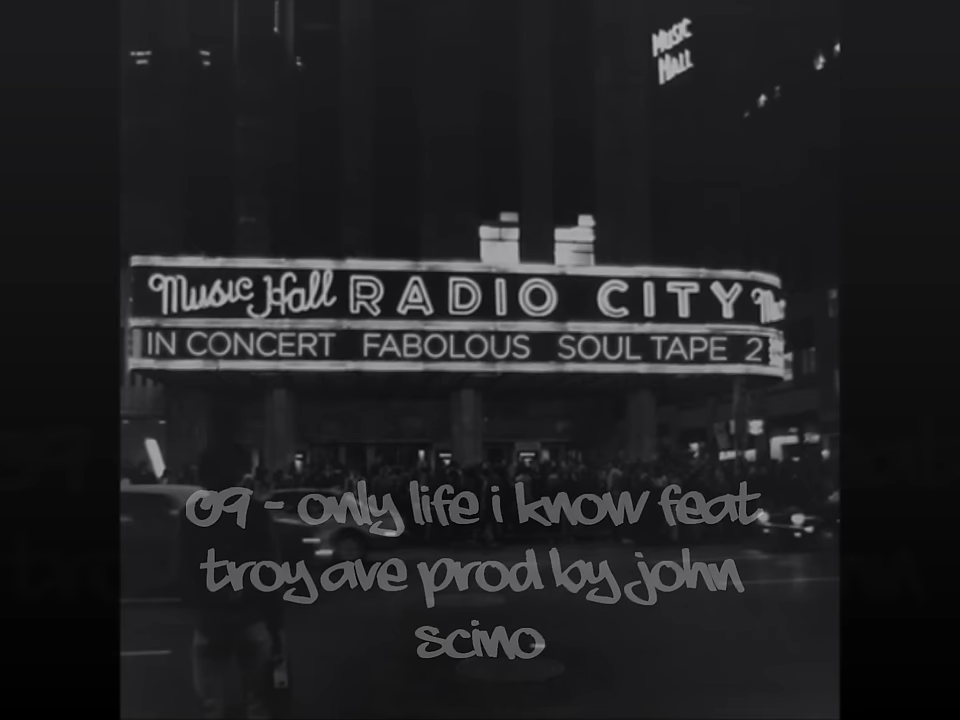 MUSIC
HALL
Music Hall RADIO CITY Mu
IN CONCERT FABOLOUS SOUL TAPE 2
09 - only life i know feat
troy ave prod by john
scino